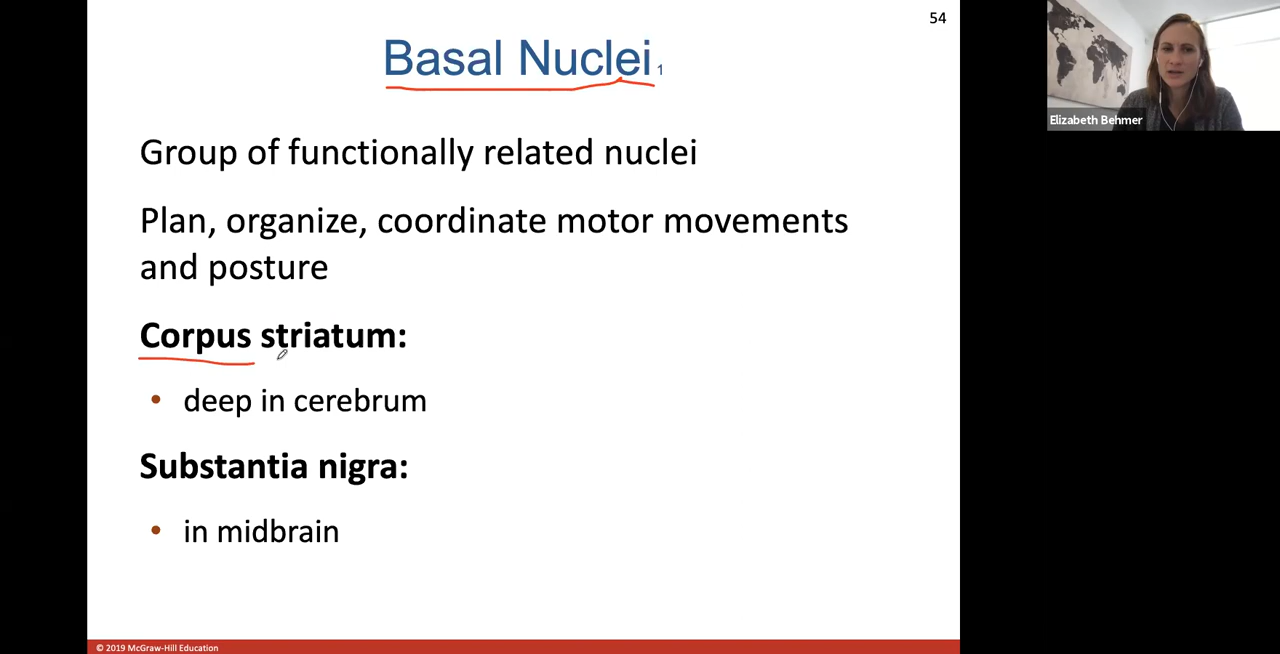 54
Basal Nuclei 1
Group of functionally related nuclei
Plan, organize, coordinate motor movements
and posture
Corpus striatum:
• deep in cerebrum
Substantia nigra:
• in midbrain
© 2019 McGraw-Hill Education
Elizabeth Behmer